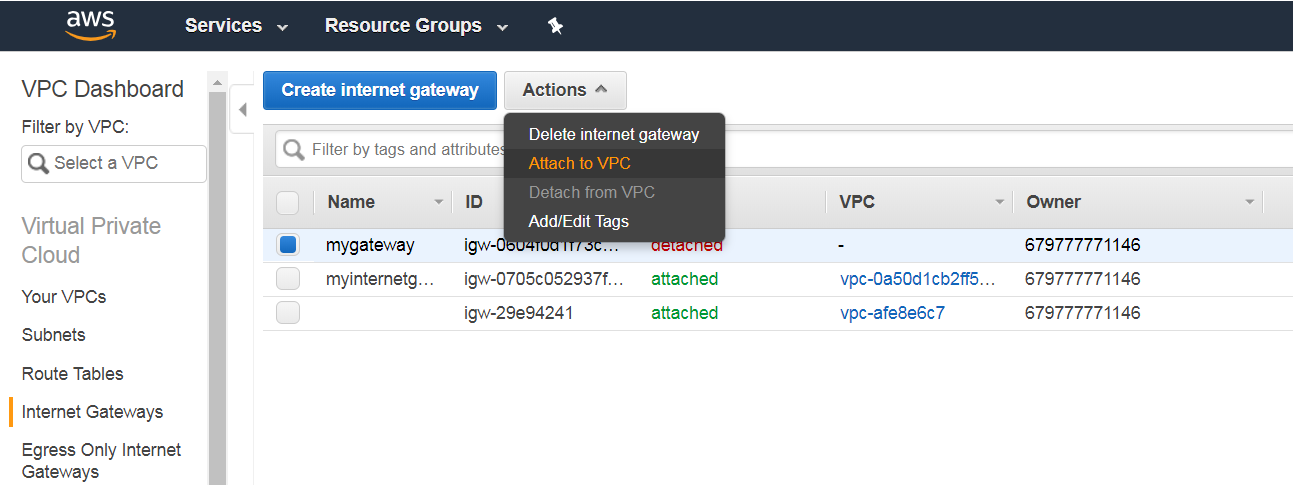 aws Services Resource Groups
VPC Dashboard
Filter by VPC:
Select a VPC
Virtual Private
Cloud
Your VPCs
Subnets
Route Tables
Internet Gateways
Egress Only Internet
Gateways
Create internet gateway Actions
Delete internet gateway
Attach to VPC
Detach from VPC
Add/Edit Tags
Filter by tags and attributes
Name ID VPC Owner
mygateway igw-0604f0d1f73c... detached - 679777771146
myinternetg... igw-0705c052937f... attached vpc-0a50d1cb2ff5... 679777771146
igw-29e94241 attached vpc-afe8e6c7 679777771146